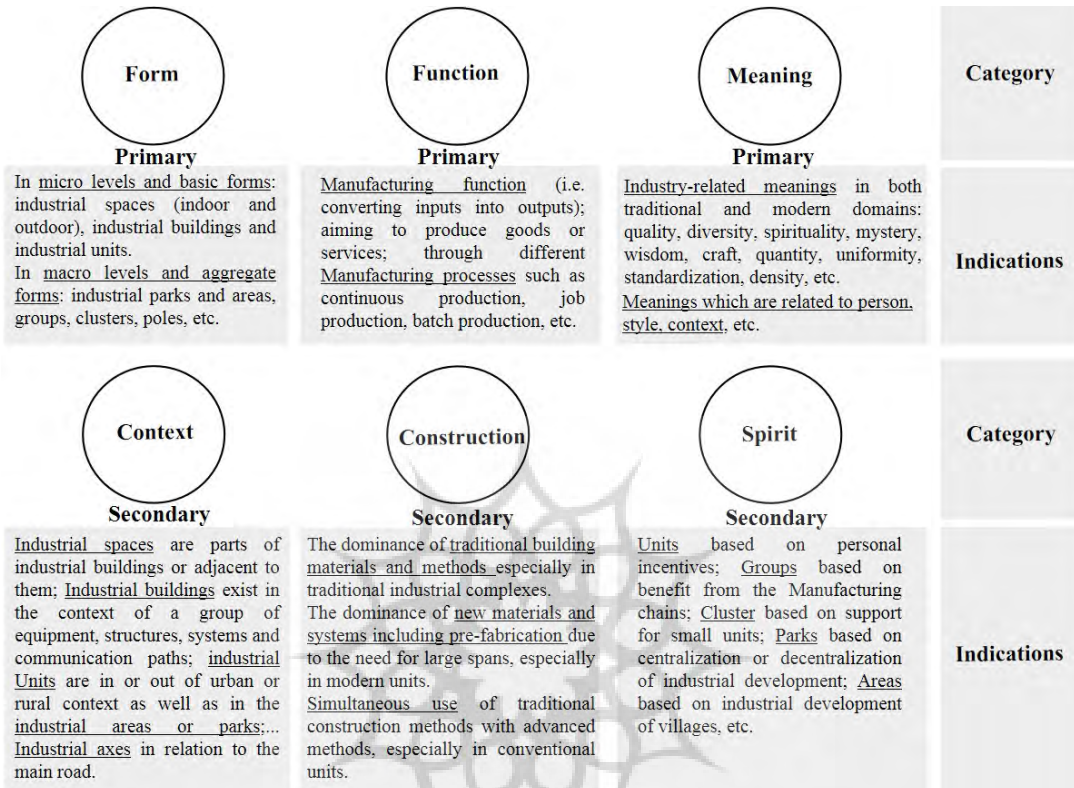 Form
Function
Meaning
Category
Primary
Primary
Primary
In micro levels and basic forms:
industrial spaces (indoor and
outdoor), industrial buildings and
industrial units.
In macro levels and aggregate
forms: industrial parks and areas,
groups, clusters, poles, etc.
Manufacturing function (i.e.
converting inputs into outputs);
aiming to produce goods or
services; through different
Manufacturing processes such as
continuous production, job
production, batch production, etc.
Industry-related meanings in both
traditional and modern domains:
quality, diversity, spirituality, mystery,
wisdom, craft, quantity, uniformity,
standardization, density, etc.
Meanings which are related to person,
style, context, etc.
Indications
Context
Construction
Spirit
Category
Secondary
Secondary
Secondary
Industrial spaces are parts of
industrial buildings or adjacent to
them; Industrial buildings exist in
the context of a group of
equipment, structures, systems and
communication paths; industrial
Units are in or out of urban or
rural context as well as in the
industrial areas or parks;...
Industrial axes in relation to the
main road.
The dominance of traditional building
materials and methods especially in
traditional industrial complexes.
The dominance of new materials and
systems including pre-fabrication due
to the need for large spans, especially
in modern units.
Simultaneous use of traditional
construction methods with advanced
methods, especially in conventional
units.
Units based on personal
incentives; Groups based on
benefit from the Manufacturing
chains; Cluster based on support
for small units; Parks based on
centralization or decentralization
of industrial development; Areas
based on industrial development
of villages, etc.
Indications